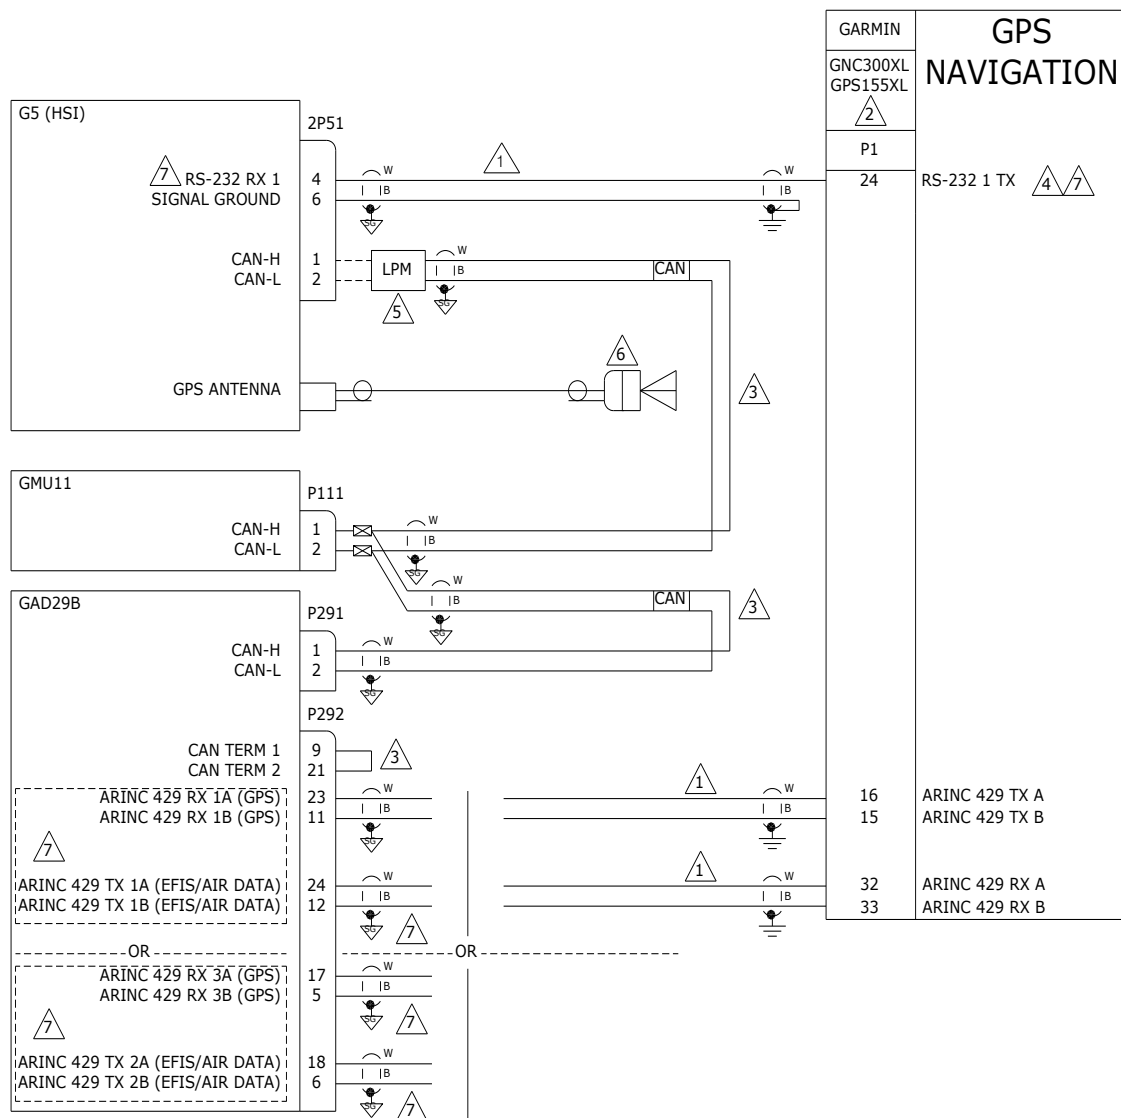 GARMIN
GPS
NAVIGATION
GNC300XL
GPS155XL
2
P1
G5 (HSI)
2P51
7 RS-232 RX 1 4 W B SG 1 W B 24 RS-232 1 TX 4 7
SIGNAL GROUND 6
CAN-H 1 LPM W B SG CAN
CAN-L 2
5
6
GPS ANTENNA
3
GMU11
P111
CAN-H 1 W B SG
CAN-L 2
GAD29B
W B SG CAN 3
P291
CAN-H 1 W B SG
CAN-L 2
P292
CAN TERM 1 9 3
CAN TERM 2 21
ARINC 429 RX 1A (GPS) 23 W B SG 1 W B 16 ARINC 429 TX A
ARINC 429 RX 1B (GPS) 11 15 ARINC 429 TX B
7
ARINC 429 TX 1A (EFIS/AIR DATA) 24 W B SG 1 W B 32 ARINC 429 RX A
ARINC 429 TX 1B (EFIS/AIR DATA) 12 33 ARINC 429 RX B
7
OR OR
ARINC 429 RX 3A (GPS) 17 W B SG
ARINC 429 RX 3B (GPS) 5
7 7
ARINC 429 TX 2A (EFIS/AIR DATA) 18 W B SG
ARINC 429 TX 2B (EFIS/AIR DATA) 6
7